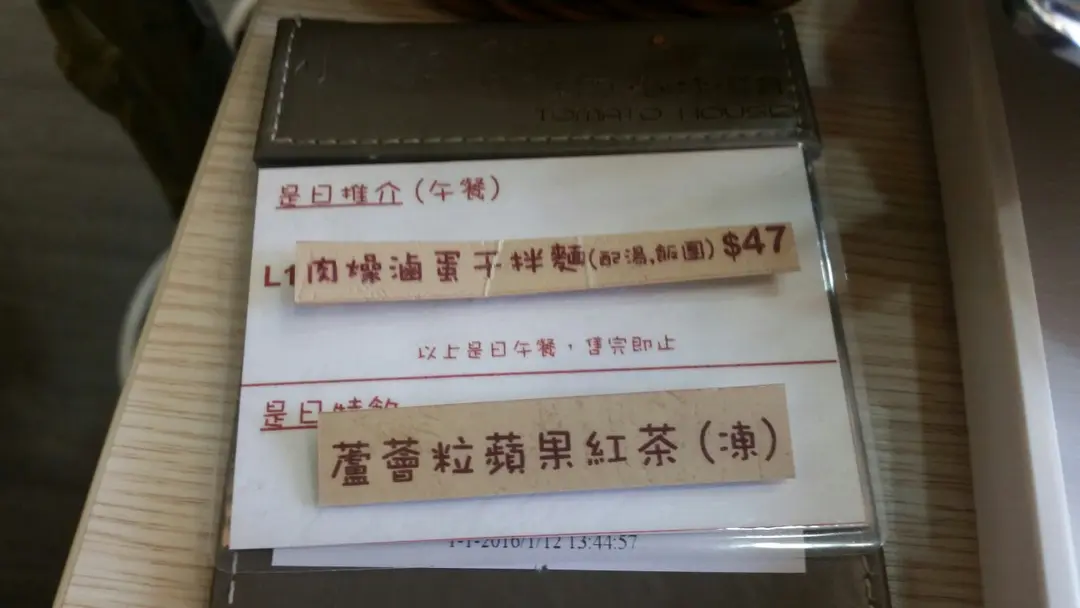 TOMATO HOUSE
是日推介(午餐)
L1 肉燥滷蛋干拌麵(配湯,飯團) $47
以上是日午餐,售完即止
是日特飲
蘆薈粒蘋果紅茶(凍)
1-1-2016/1/12 13:44:57